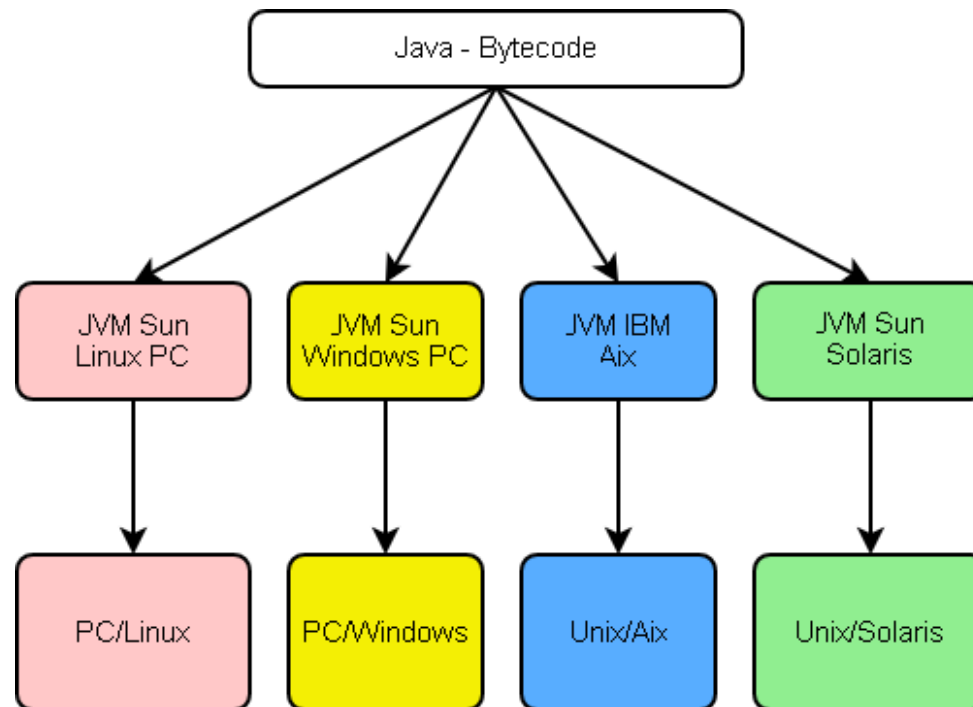 Java - Bytecode
JVM Sun
Linux PC
JVM Sun
Windows PC
JVM IBM
Aix
JVM Sun
Solaris
PC/Linux
PC/Windows
Unix/Aix
Unix/Solaris